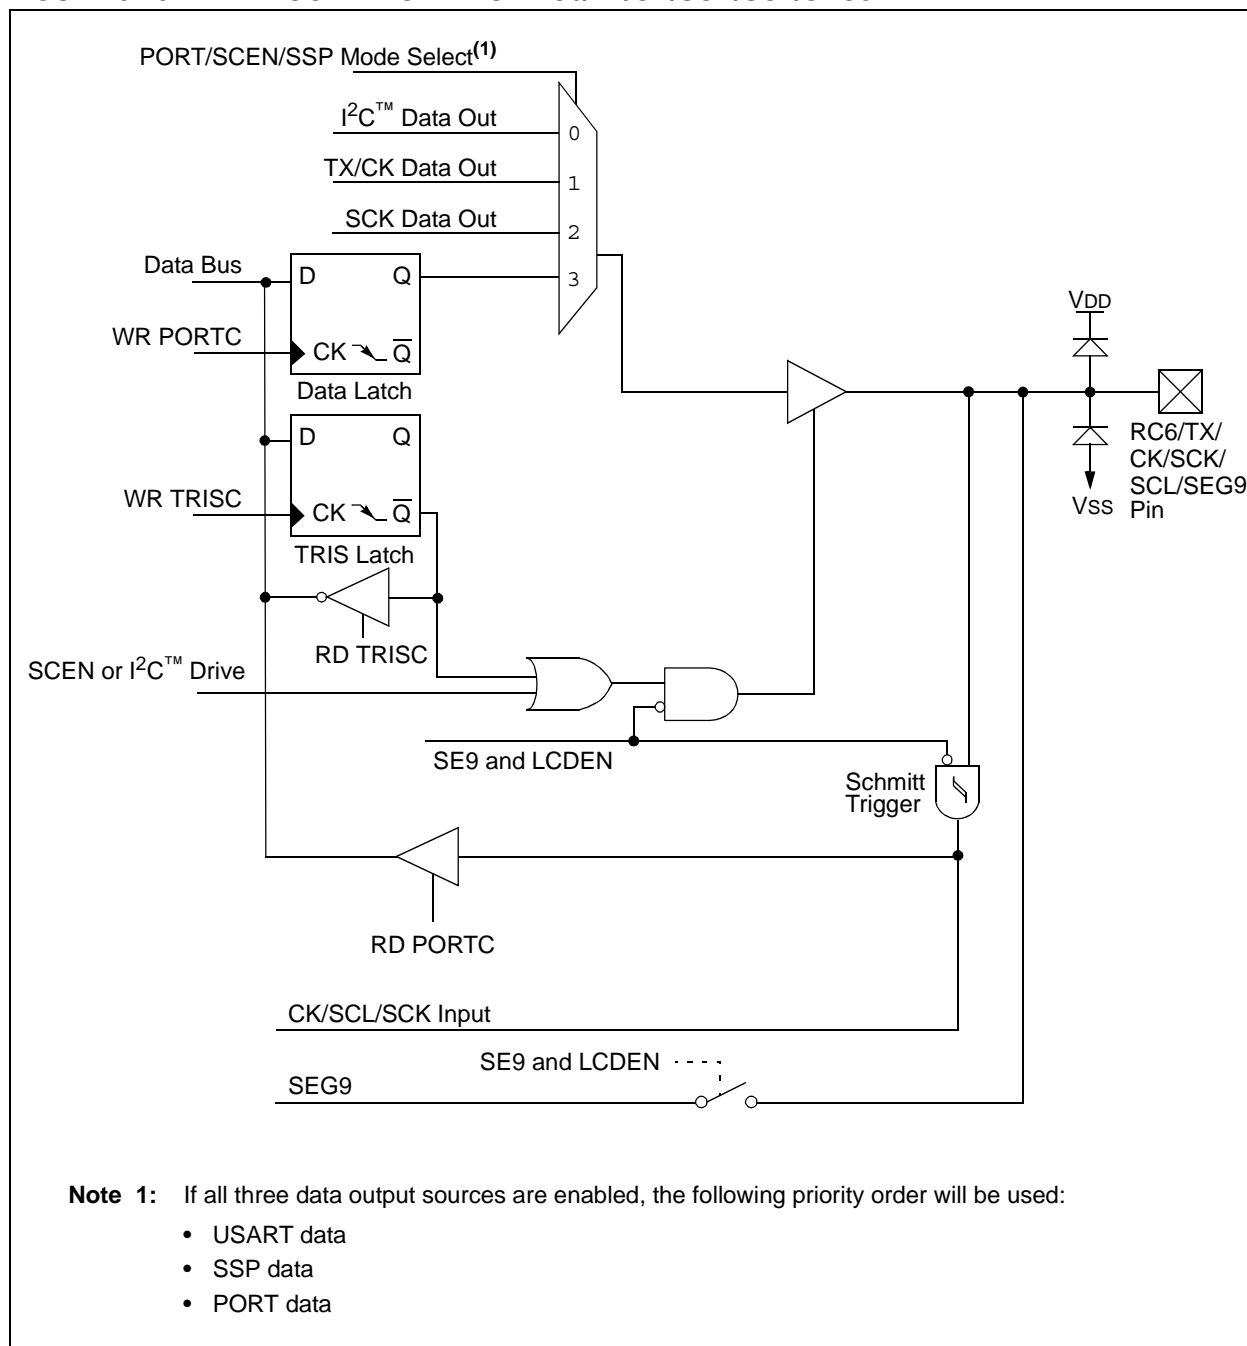 PORT/SCEN/SSP Mode Select(1)
I2C™ Data Out
0
TX/CK Data Out
1
SCK Data Out
2
Data Bus
D Q
3
VDD
WR PORTC
CK Q
Data Latch
D Q
RC6/TX/
CK/SCK/
SCL/SEG9
Pin
WR TRISC
CK Q
VSS
TRIS Latch
RD TRISC
SCEN or I2C™ Drive
SE9 and LCDEN
Schmitt
Trigger
RD PORTC
CK/SCL/SCK Input
SE9 and LCDEN
SEG9
Note 1: If all three data output sources are enabled, the following priority order will be used:
• USART data
• SSP data
• PORT data